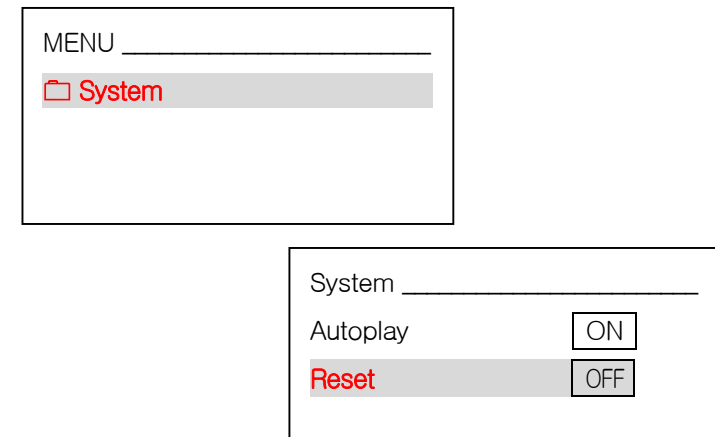 MENU
System
System
Autoplay ON
Reset OFF